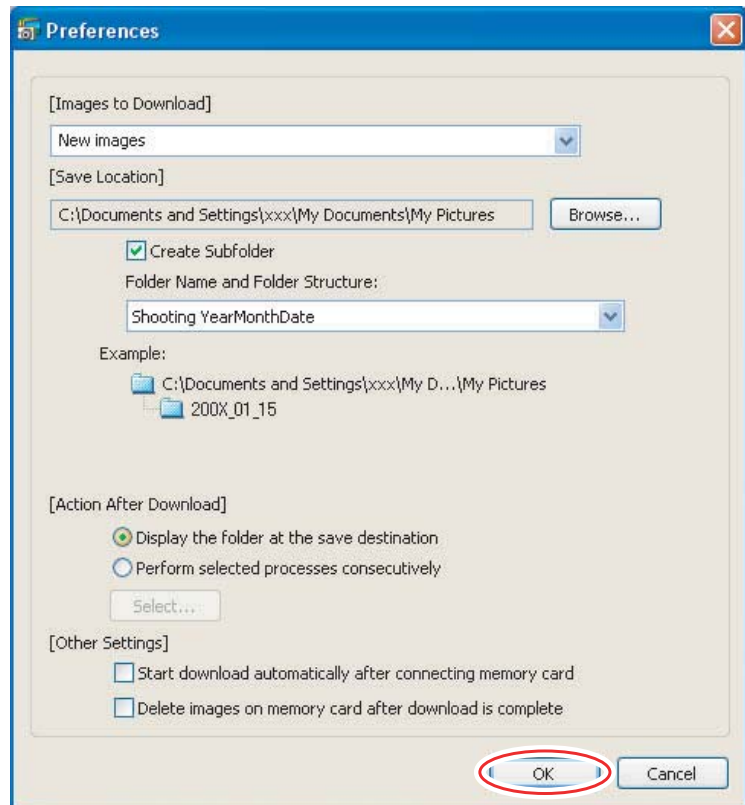 Preferences
[Images to Download]
New images
[Save Location]
C:\Documents and Settings\xxx\My Documents\My Pictures
Browse...
Create Subfolder
Folder Name and Folder Structure:
Shooting YearMonthDate
Example:
C:\Documents and Settings\xxx\My D...\My Pictures
200X_01_15
[Action After Download]
Display the folder at the save destination
Perform selected processes consecutively
Select...
[Other Settings]
Start download automatically after connecting memory card
Delete images on memory card after download is complete
OK
Cancel